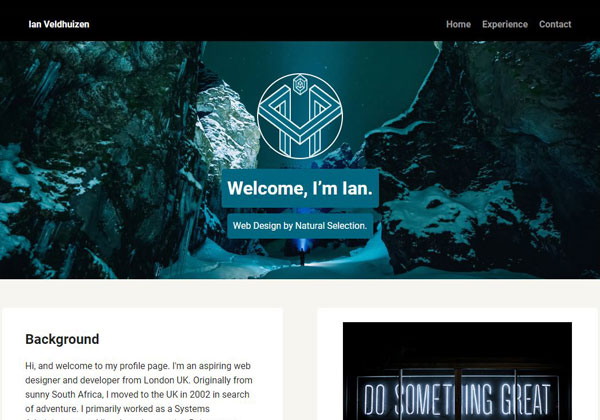 Ian Veldhuizen
Home Experience Contact
Welcome, I'm Ian.
Web Design by Natural Selection.
Background
Hi, and welcome to my profile page. I'm an aspiring web
designer and developer from London UK. Originally from
sunny South Africa, I moved to the UK in 2002 in search
of adventure. I primarily worked as a Systems
DO SOMETHING GREAT